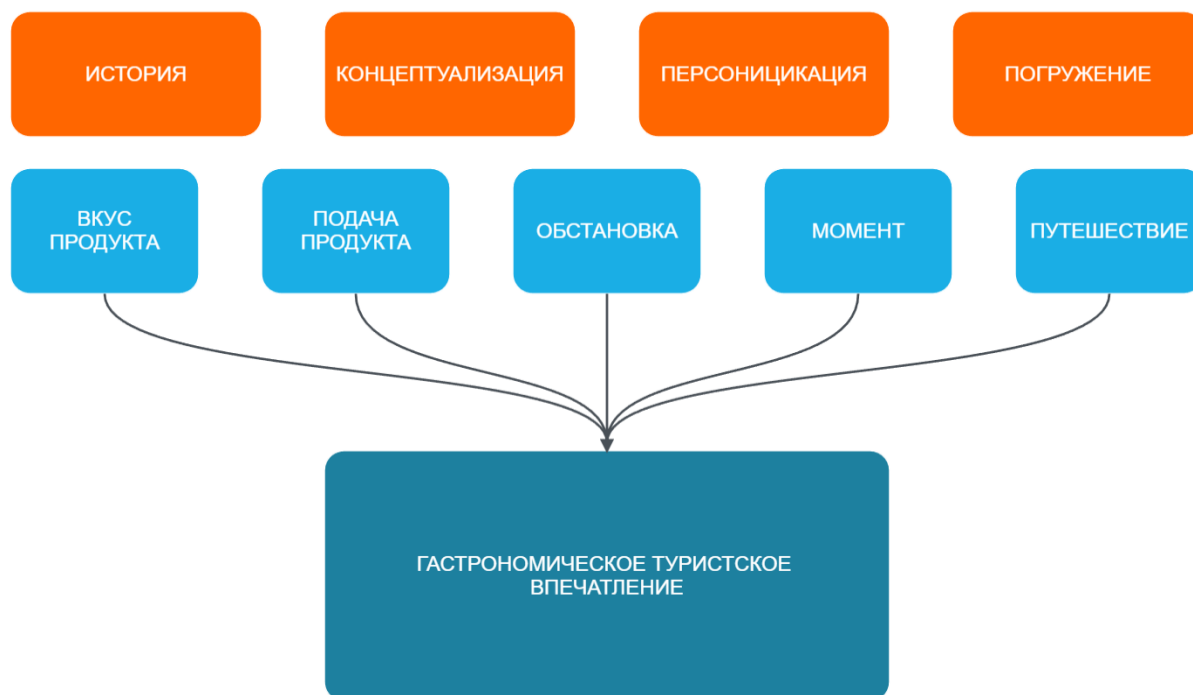 ИСТОРИЯ
КОНЦЕПТУАЛИЗАЦИЯ
ПЕРСОНИЦИКАЦИЯ
ПОГРУЖЕНИЕ
ВКУС
ПРОДУКТА
ПОДАЧА
ПРОДУКТА
ОБСТАНОВКА
МОМЕНТ
ПУТЕШЕСТВИЕ
ГАСТРОНОМИЧЕСКОЕ ТУРИСТСКОЕ
ВПЕЧАТЛЕНИЕ